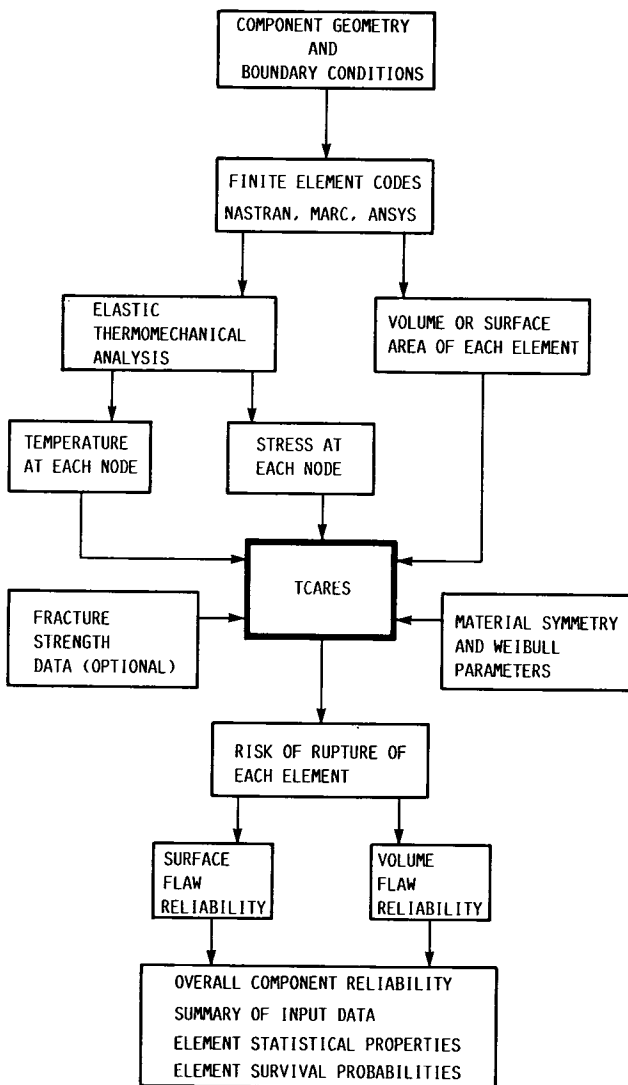 COMPONENT GEOMETRY
AND
BOUNDARY CONDITIONS
FINITE ELEMENT CODES
NASTRAN, MARC, ANSYS
ELASTIC
THERMOMECHANICAL
ANALYSIS
VOLUME OR SURFACE
AREA OF EACH ELEMENT
TEMPERATURE
AT EACH NODE
STRESS AT
EACH NODE
TCARES
FRACTURE
STRENGTH
DATA (OPTIONAL)
MATERIAL SYMMETRY
AND WEIBULL
PARAMETERS
RISK OF RUPTURE OF
EACH ELEMENT
SURFACE
FLAW
RELIABILITY
VOLUME
FLAW
RELIABILITY
OVERALL COMPONENT RELIABILITY
SUMMARY OF INPUT DATA
ELEMENT STATISTICAL PROPERTIES
ELEMENT SURVIVAL PROBABILITIES